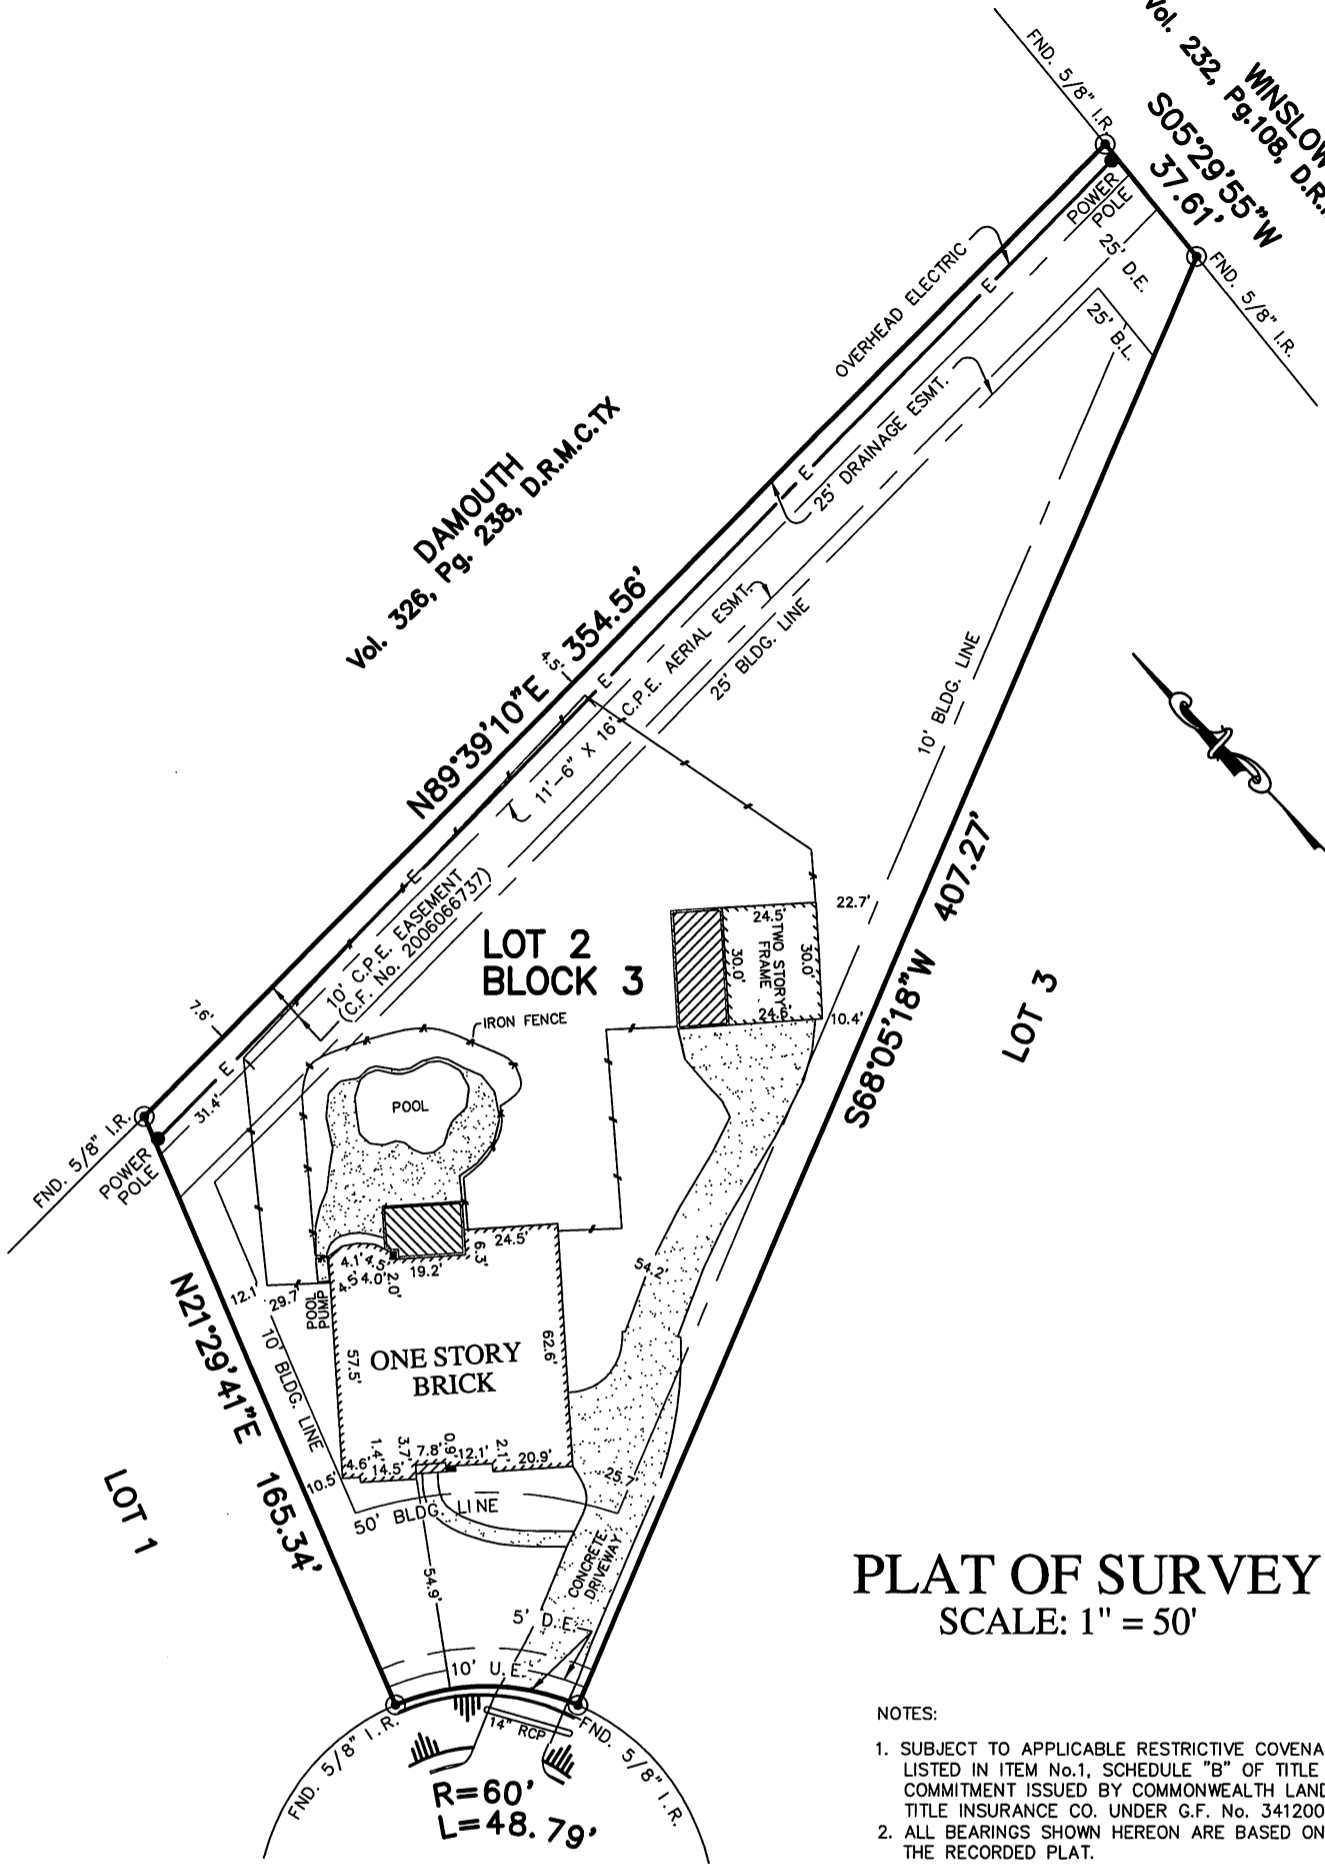 Vol. 232, Pg.108, D.R.
WINSLOW
S05°29'55"W
37.61'
FND. 5/8" I.R.
POWER
POLE
25' D.E.
FND. 5/8" I.R.
25' B.L.
OVERHEAD ELECTRIC
E
E
25' DRAINAGE ESMT.
DAMOUTH
Vol. 326, Pg. 238, D.R.M.C.TX
N89°39'10"E 354.56'
4.5'
E
11'-6" X 16' C.P.E. AERIAL ESMT.
25' BLDG. LINE
10' BLDG. LINE
E
10' C.P.E. EASEMENT
(C.F. No. 2006066737)
LOT 2
BLOCK 3
22.7'
24.5'
TWO STORY
FRAME
30.0'
30.0'
24.6'
10.4'
S68°05'18"W 407.27'
LOT 3
IRON FENCE
7.6'
E
31.4'
POOL
FND. 5/8" I.R.
POWER
POLE
24.5'
6.3'
4.1'
4.5'
4.5'
4.0'
2.0'
19.2'
54.2'
12.1'
29.7'
POOL
PUMP
N21°29'41"E 165.34'
10' BLDG. LINE
57.5'
ONE STORY
BRICK
62.6'
4.6'
1.4'
14.5'
3.7'
7.8'
0.9'
12.1'
2.1'
20.9'
10.5'
25.7'
50' BLDG. LINE
LOT 1
54.9'
CONCRETE
DRIVEWAY
5' D.E.
10' U.E.
14" RCP
FND. 5/8" I.R.
FND. 5/8" I.R.
R=60'
L=48.79'
PLAT OF SURVEY
SCALE: 1" = 50'
NOTES:
1. SUBJECT TO APPLICABLE RESTRICTIVE COVENA
LISTED IN ITEM No.1, SCHEDULE "B" OF TITLE
COMMITMENT ISSUED BY COMMONWEALTH LAND
TITLE INSURANCE CO. UNDER G.F. No. 341200
2. ALL BEARINGS SHOWN HEREON ARE BASED ON
THE RECORDED PLAT.